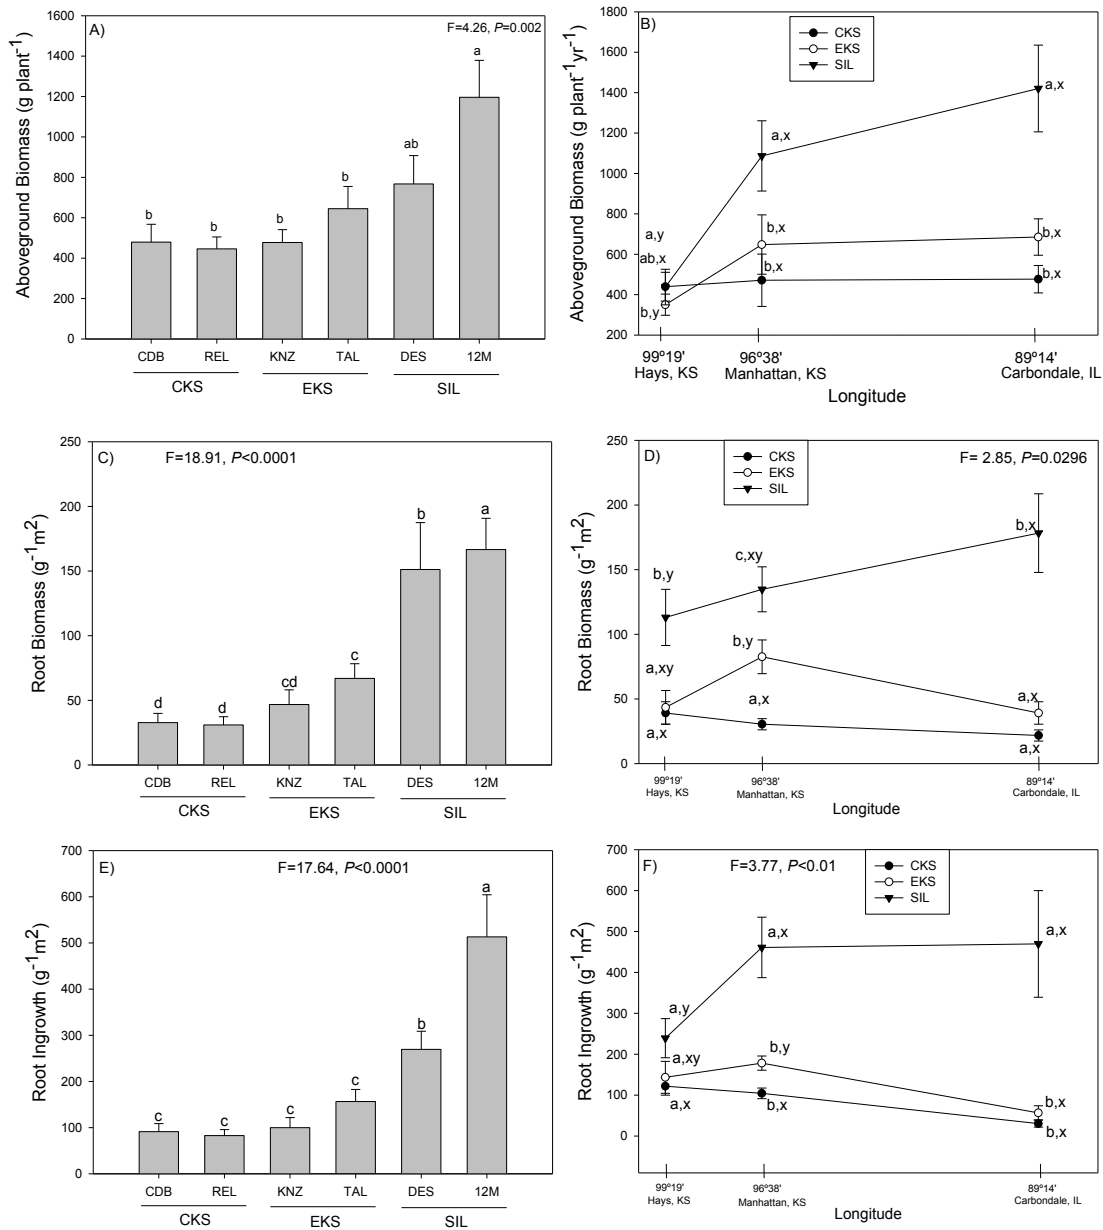 A)
F=4.26, P=0.002
Aboveground Biomass (g plant⁻¹)
1600
1400
1200
1000
800
600
400
200
0
b
b
b
b
ab
a
CDB REL KNZ TAL DES 12M
CKS EKS SIL
B)
CKS
EKS
SIL
Aboveground Biomass (g plant⁻¹yr⁻¹)
1800
1600
1400
1200
1000
800
600
400
200
a,y
ab,x
b,y
a,x
b,x
b,x
a,x
b,x
b,x
99º19' 96º38' 89º14'
Hays, KS Manhattan, KS Carbondale, IL
Longitude
C)
F=18.91, P<0.0001
Root Biomass (g⁻¹m²)
250
200
150
100
50
0
d
d
cd
c
b
a
CDB REL KNZ TAL DES 12M
CKS EKS SIL
D)
CKS
EKS
SIL
F= 2.85, P=0.0296
Root Biomass (g⁻¹m²)
250
200
150
100
50
0
b,y
a,xy
a,x
c,xy
b,y
a,x
b,x
a,x
a,x
99º19' 96º38' 89º14'
Hays, KS Manhattan, KS Carbondale, IL
Longitude
E)
F=17.64, P<0.0001
Root Ingrowth (g⁻¹m²)
700
600
500
400
300
200
100
0
c
c
c
c
b
a
CDB REL KNZ TAL DES 12M
CKS EKS SIL
F)
F=3.77, P<0.01
CKS
EKS
SIL
Root Ingrowth (g⁻¹m²)
700
600
500
400
300
200
100
0
a,y
a,xy
a,x
a,x
b,y
b,x
a,x
b,x
b,x
99º19' 96º38' 89º14'
Hays, KS Manhattan, KS Carbondale, IL
Longitude